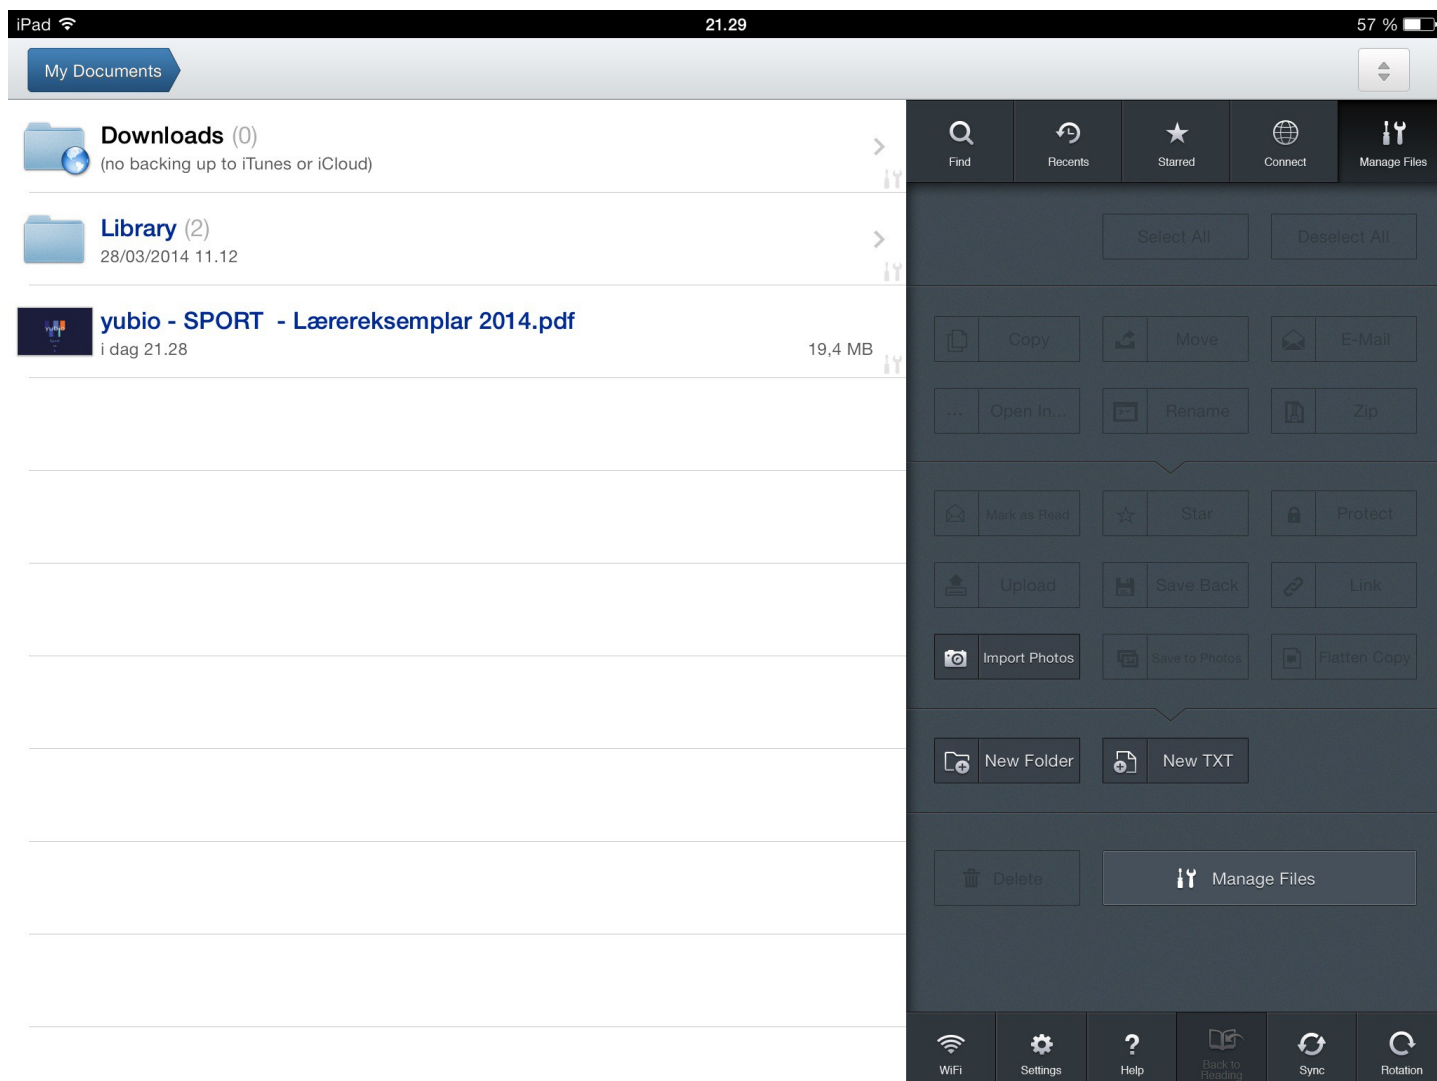 iPad 21.29 57 %
My Documents
Downloads (0)
(no backing up to iTunes or iCloud)
Library (2)
28/03/2014 11.12
yubio - SPORT - Lærereksemplar 2014.pdf
i dag 21.28 19,4 MB
Find Recents Starred Connect Manage Files
Select All Deselect All
Copy Move E-Mail
Open In... Rename Zip
Mark as Read Star Protect
Upload Save Back Link
Import Photos Save to Photos Flatten Copy
New Folder New TXT
Delete Manage Files
WiFi Settings Help Back to Reading Sync Rotation